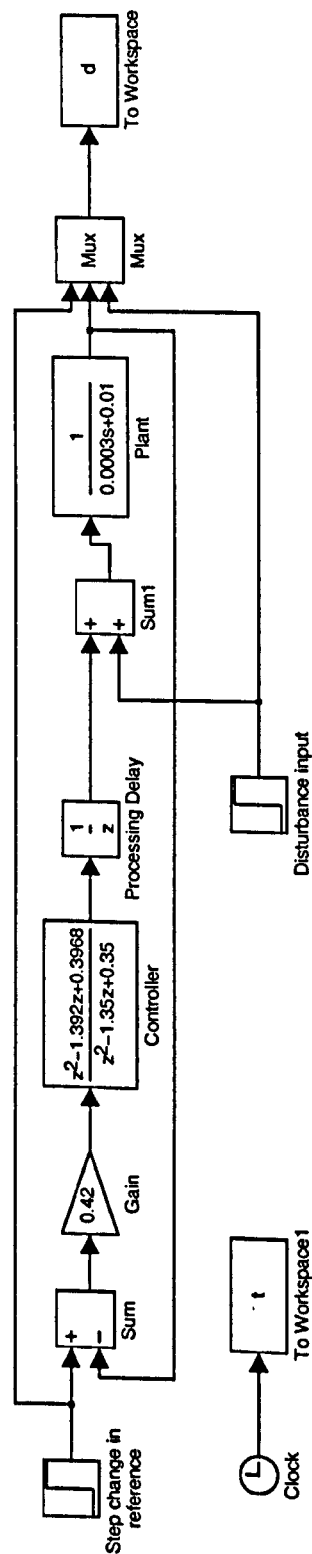 Step change in
reference
+
−
Sum
0.42
Gain
z²-1.392z+0.3968
z²-1.35z+0.35
Controller
1
z
Processing Delay
+
+
Sum1
1
0.0003s+0.01
Plant
Mux
Mux
d
To Workspace
Clock
t
To Workspace1
Disturbance input